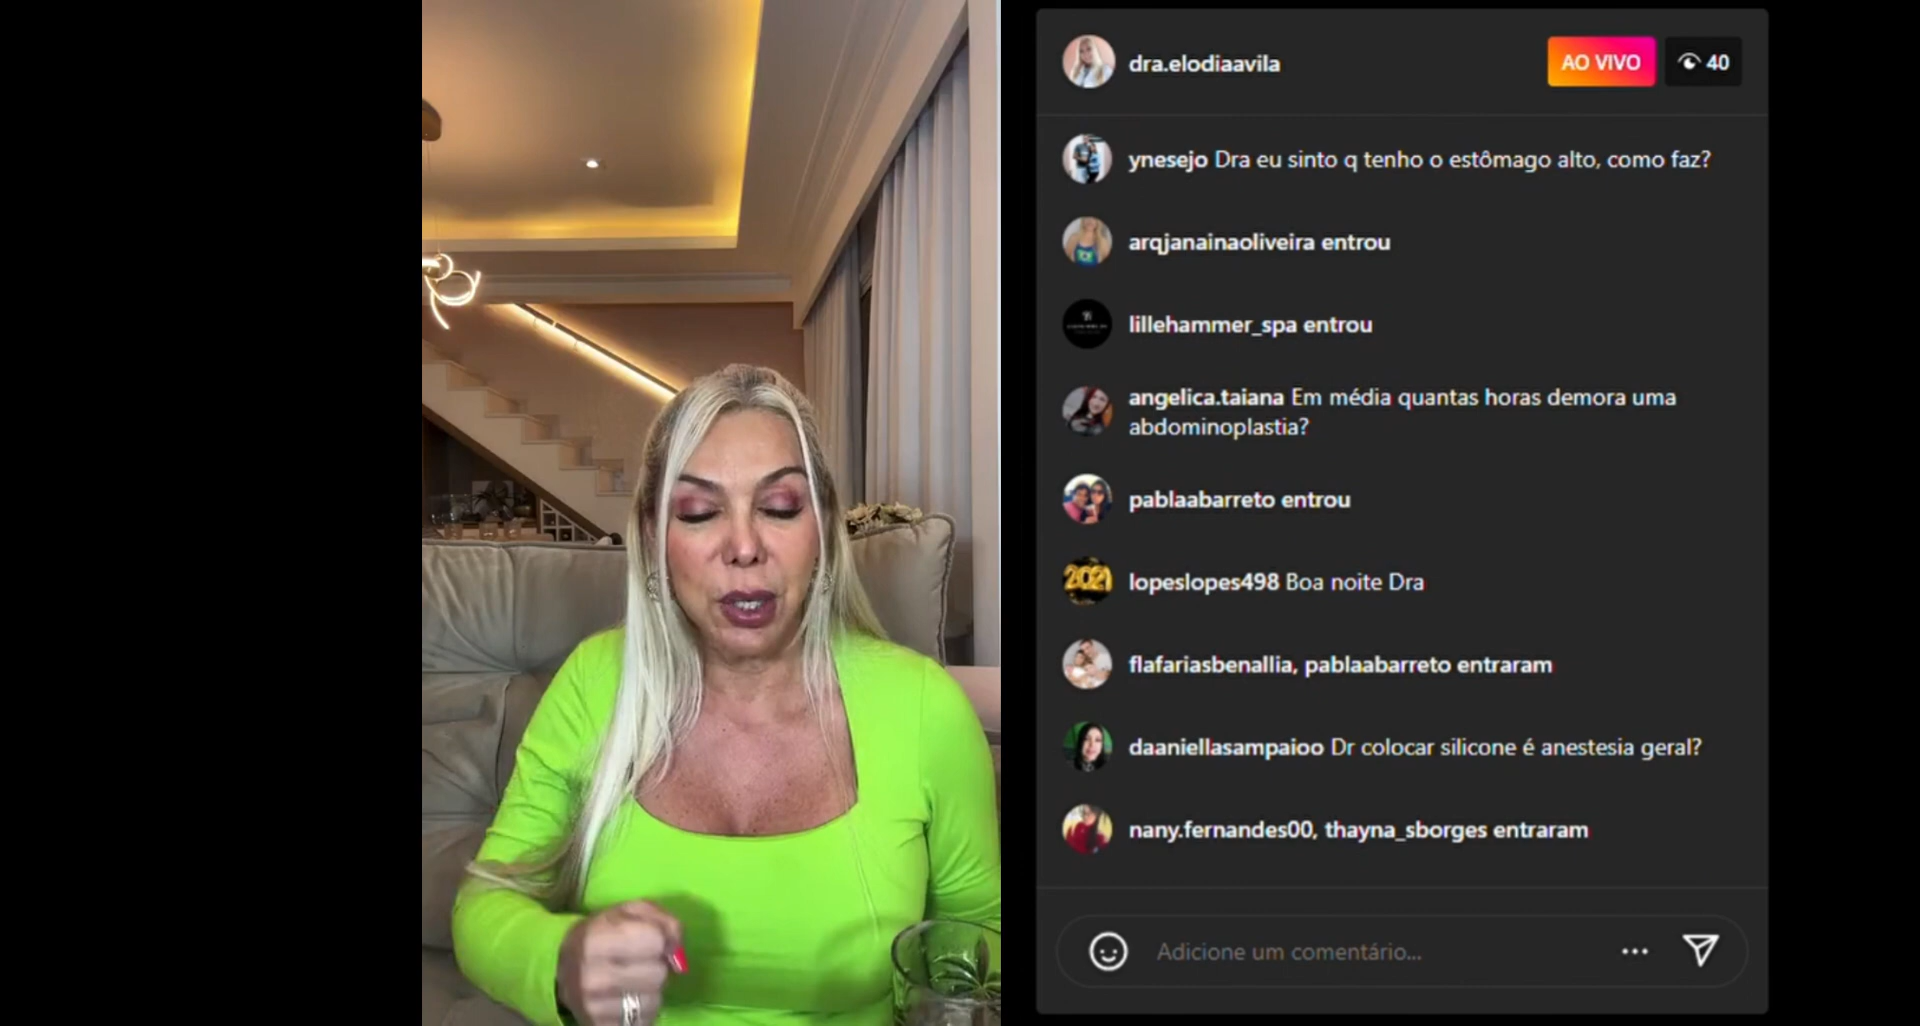 dra.elodiaavila
AO VIVO
40
ynesejo Dra eu sinto q tenho o estômago alto, como faz?
arqjanainaoliveira entrou
lillehammer_spa entrou
angelica.taiana Em média quantas horas demora uma
abdominoplastia?
pablaabarreto entrou
2021
lopeslopes498 Boa noite Dra
flafariasbenallia, pablaabarreto entraram
daaniellasampaioo Dr colocar silicone é anestesia geral?
nany.fernandes00, thayna_sborges entraram
Adicione um comentário...